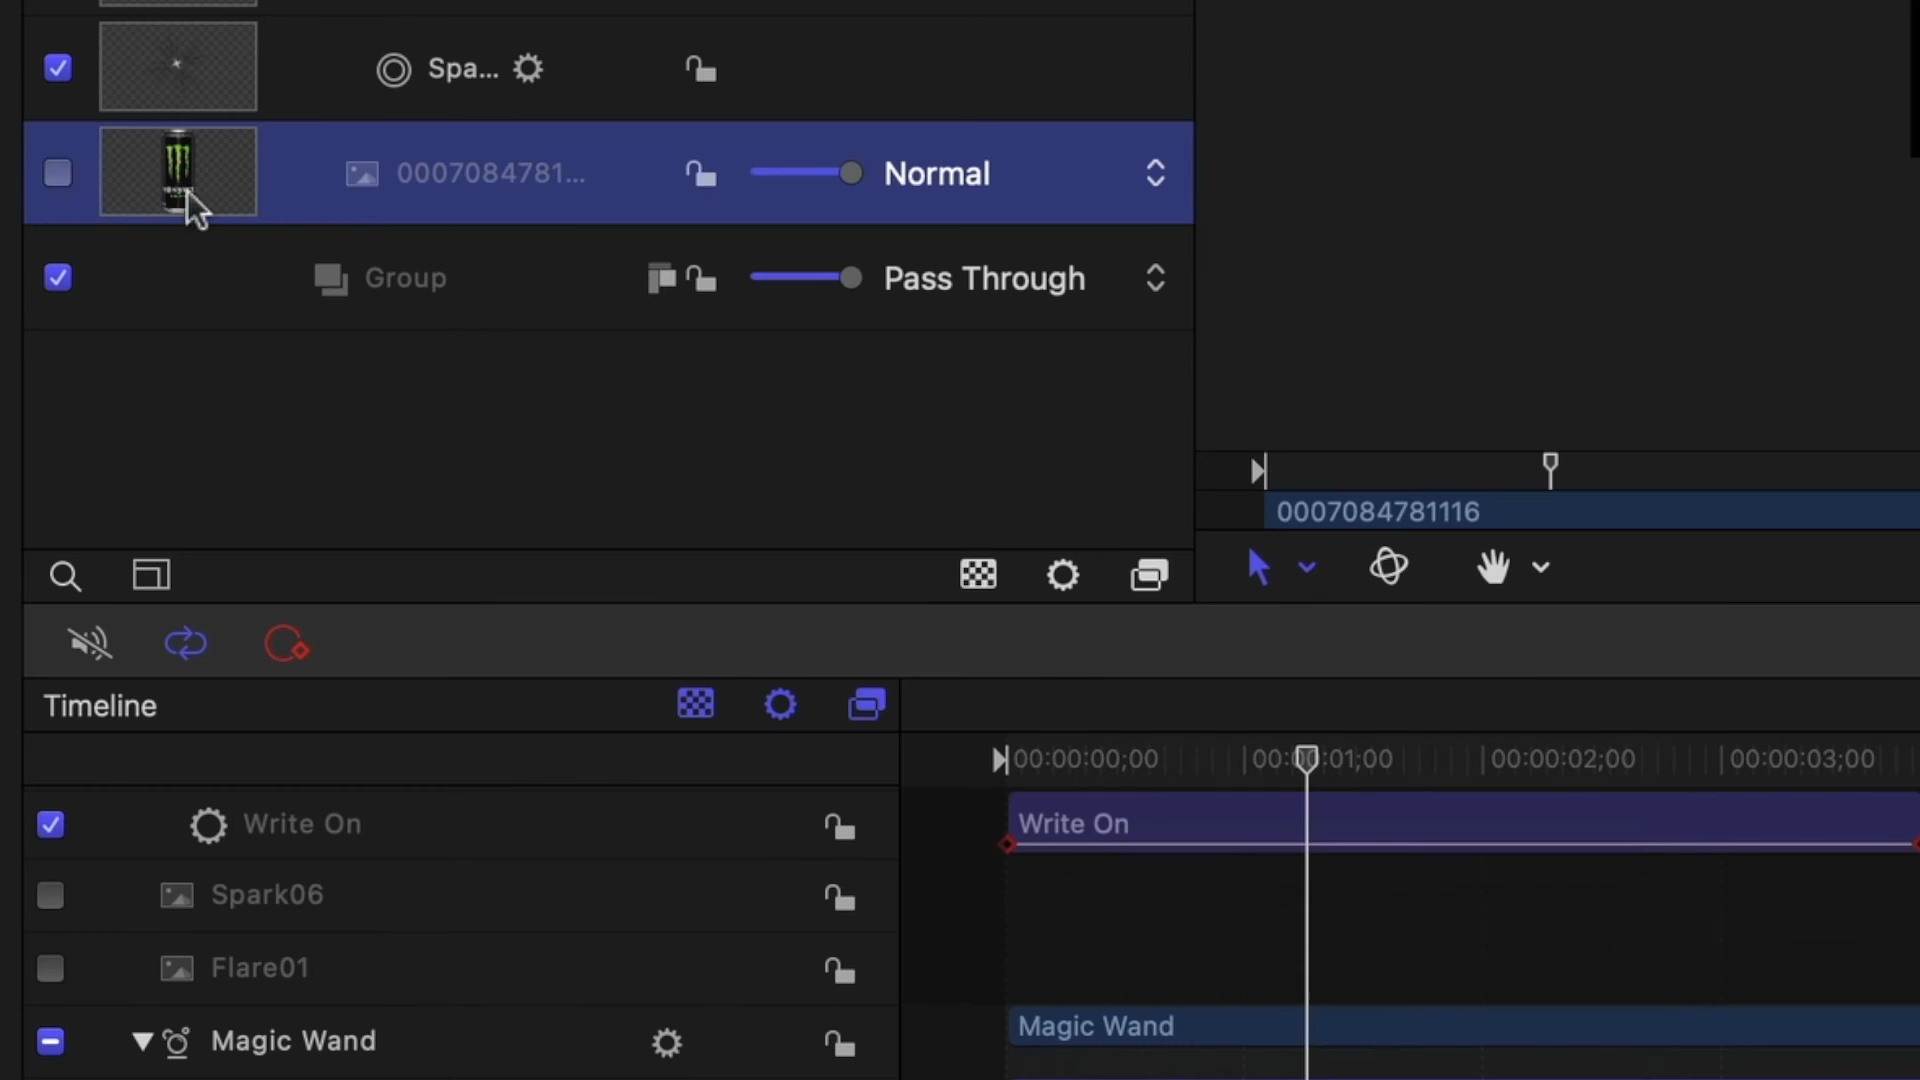 Spa...
0007084781... Normal
Group Pass Through
0007084781116
Timeline
00:00:00;00 00:00:01;00 00:00:02;00 00:00:03;00
Write On Write On
Spark06
Flare01
Magic Wand Magic Wand